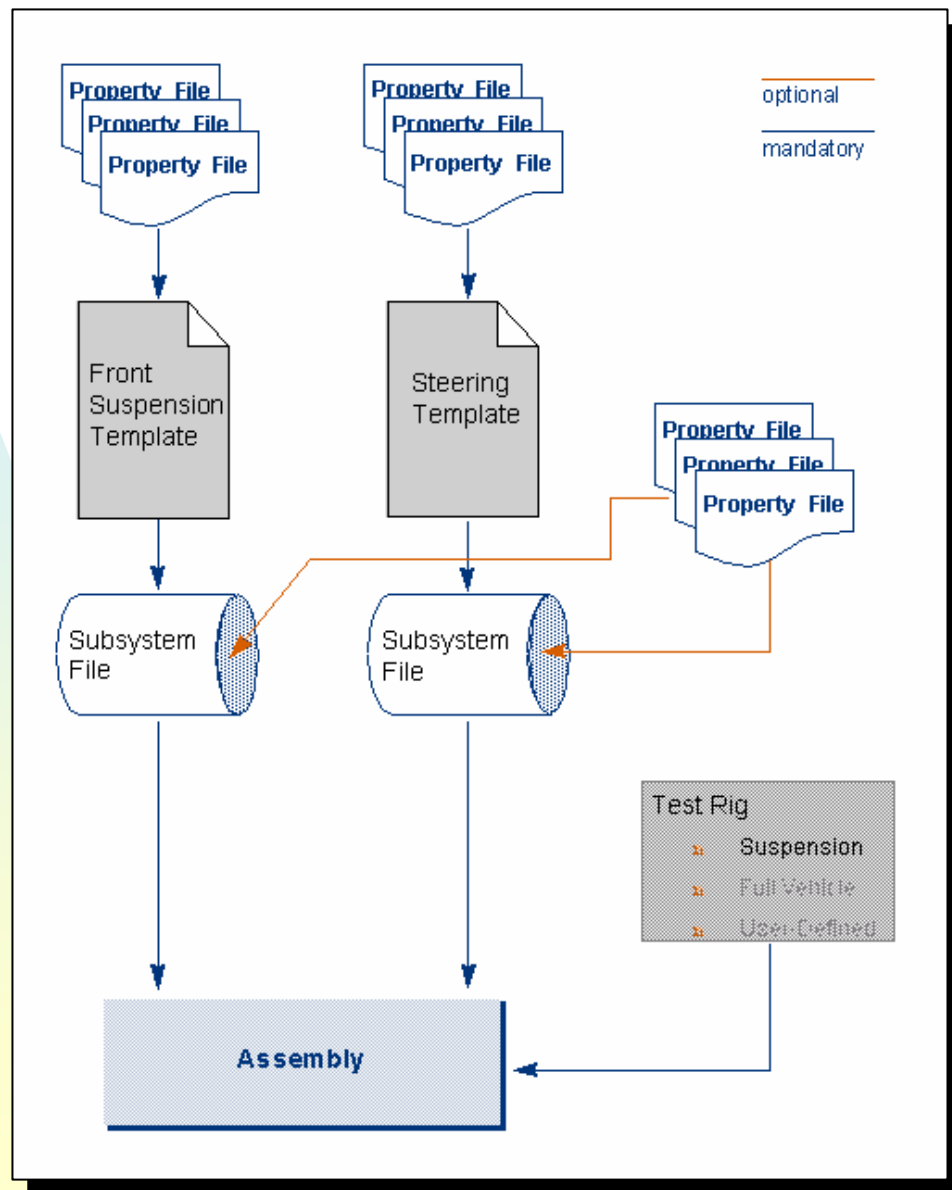 Property File
Property File
Property File
Property File
Property File
Property File
optional
mandatory
Front
Suspension
Template
Steering
Template
Property File
Property File
Property File
Subsystem
File
Subsystem
File
Test Rig
Suspension
Full Vehicle
User-Defined
Assembly